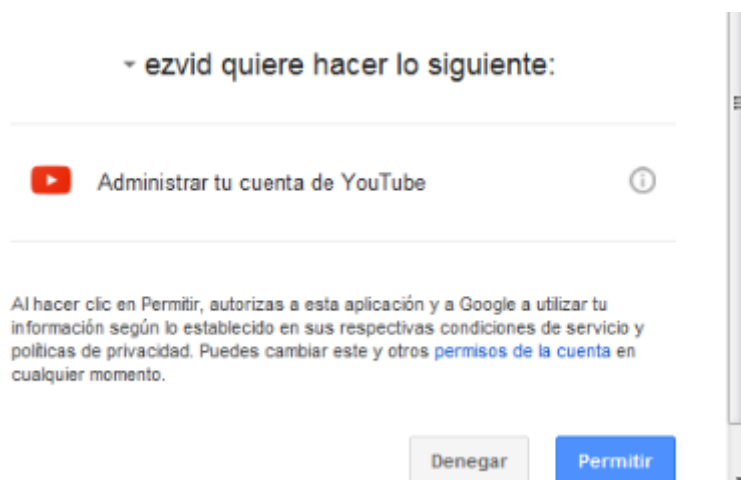 ezvid quiere hacer lo siguiente:
Administrar tu cuenta de YouTube
Al hacer clic en Permitir, autorizas a esta aplicación y a Google a utilizar tu
información según lo establecido en sus respectivas condiciones de servicio y
políticas de privacidad. Puedes cambiar este y otros permisos de la cuenta en
cualquier momento.
Denegar Permitir